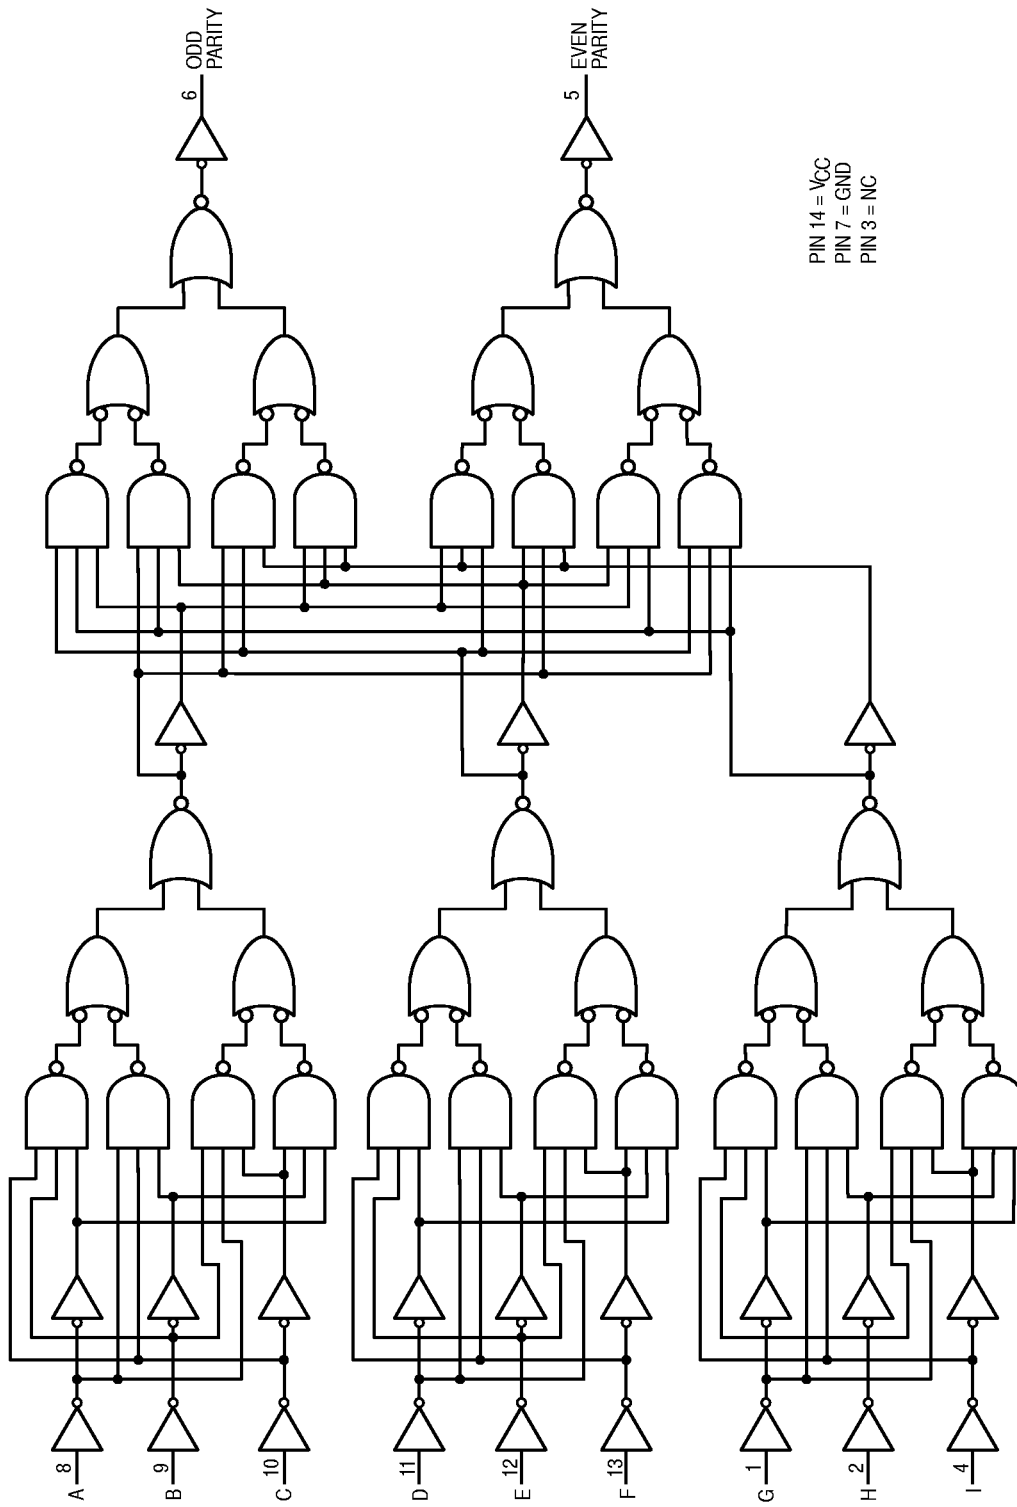 A
8
B
9
C
10
D
11
E
12
F
13
G
1
H
2
I
4
6
ODD
PARITY
5
EVEN
PARITY
PIN 14 = VCC
PIN 7 = GND
PIN 3 = NC